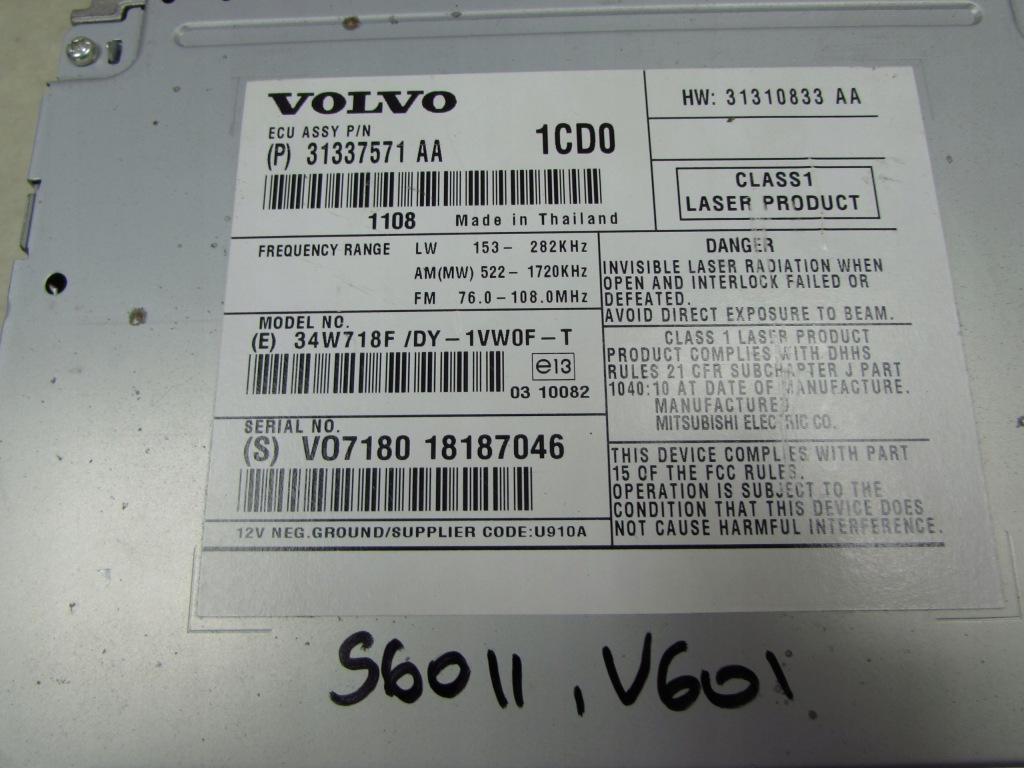 VOLVO
ECU ASSY P/N
(P) 31337571 AA
1CD0
1108 Made in Thailand
HW: 31310833 AA
CLASS1
LASER PRODUCT
FREQUENCY RANGE LW 153- 282KHz
AM(MW) 522- 1720KHz
FM 76.0-108.0MHz
MODEL NO.
(E) 34W718F /DY-1VW0F-T
e13
03 10082
SERIAL NO.
(S) VO7180 18187046
12V NEG.GROUND/SUPPLIER CODE:U910A
DANGER
INVISIBLE LASER RADIATION WHEN
OPEN AND INTERLOCK FAILED OR
DEFEATED.
AVOID DIRECT EXPOSURE TO BEAM.
CLASS 1 LASER PRODUCT
PRODUCT COMPLIES WITH DHHS
RULES 21 CFR SUBCHAPTER J PART
1040:10 AT DATE OF MANUFACTURE.
MANUFACTURED
MITSUBISHI ELECTRIC CO.
THIS DEVICE COMPLIES WITH PART
15 OF THE FCC RULES.
OPERATION IS SUBJECT TO THE
CONDITION THAT THIS DEVICE DOES
NOT CAUSE HARMFUL INTERFERENCE.
S6011, V601